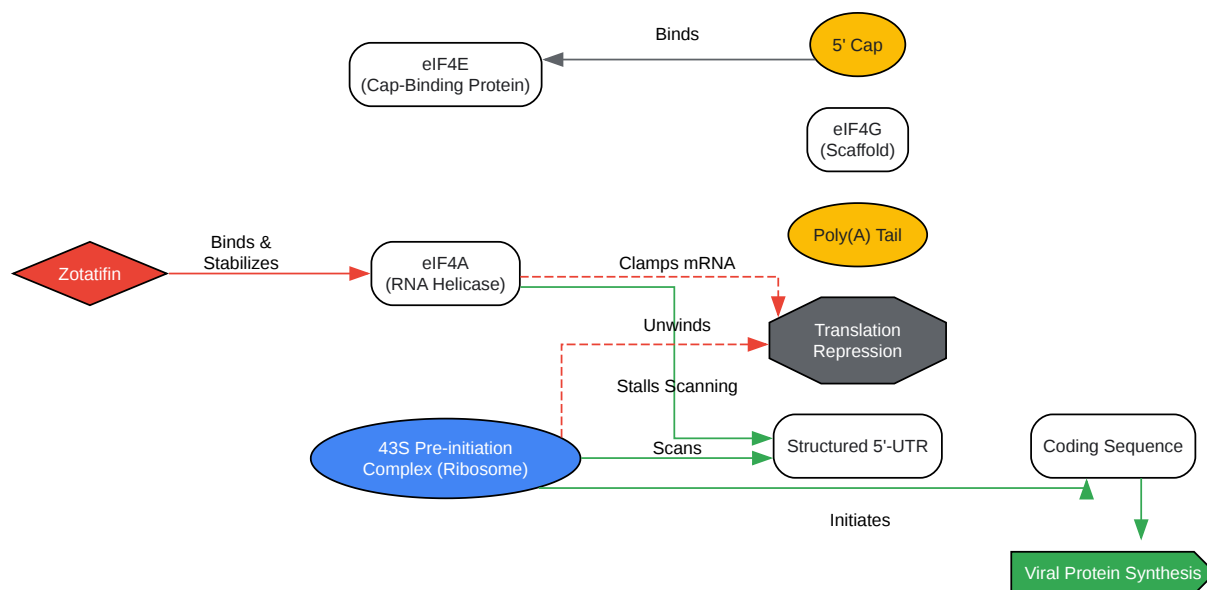 Binds
5' Cap
eIF4E
(Cap-Binding Protein)
eIF4G
(Scaffold)
Poly(A) Tail
Binds &
Stabilizes
Zotatifin
eIF4A
(RNA Helicase)
Clamps mRNA
Unwinds
Translation
Repression
Stalls Scanning
43S Pre-initiation
Complex (Ribosome)
Scans
Structured 5'-UTR
Coding Sequence
Initiates
Viral Protein Synthesis